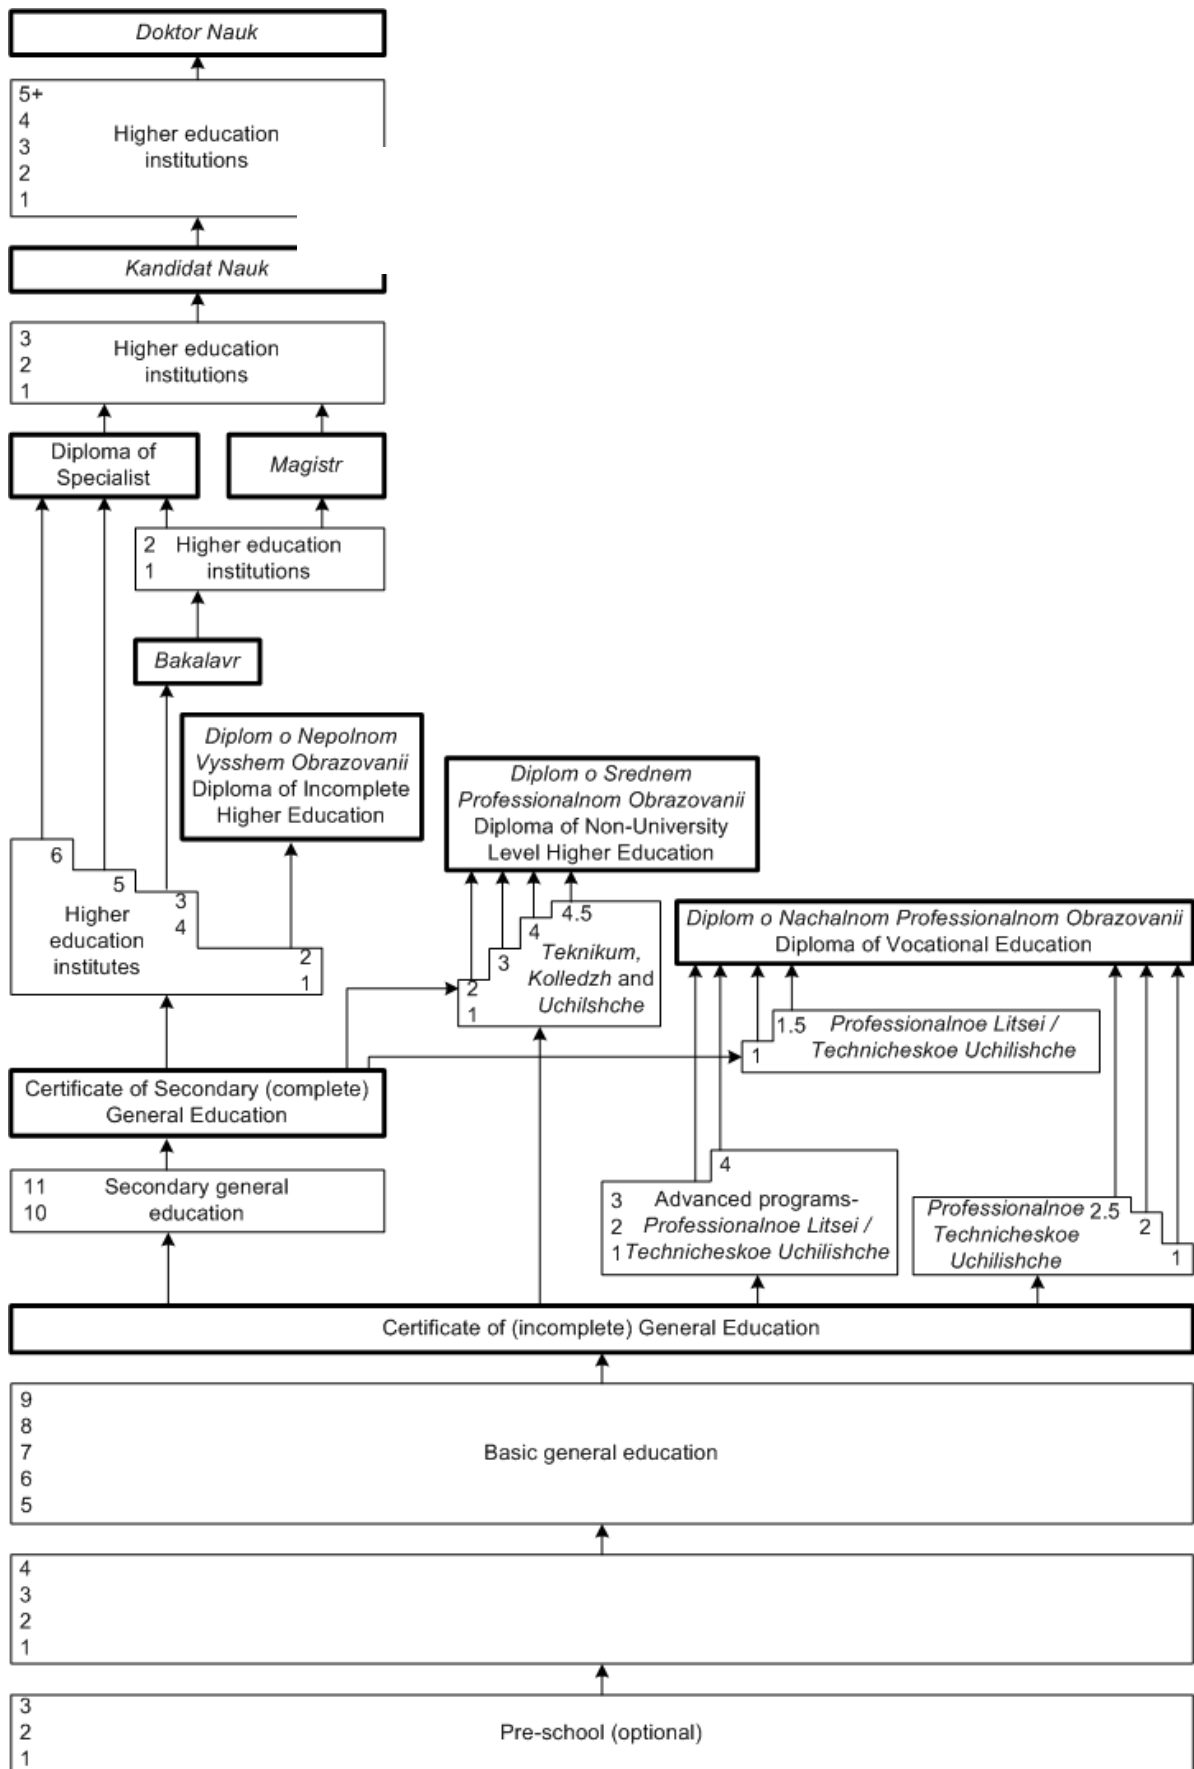 Doktor Nauk
5+
4
3
2
1
Higher education
institutions
Kandidat Nauk
3
2
1
Higher education
institutions
Diploma of
Specialist
Magistr
2
1
Higher education
institutions
Bakalavr
Diplom o Nepolnom
Vysshem Obrazovanii
Diploma of Incomplete
Higher Education
Diplom o Srednem
Professionalnom Obrazovanii
Diploma of Non-University
Level Higher Education
6
5
3
4
2
1
Higher
education
institutes
4.5
4
3
2
1
Teknikum,
Kolledzh and
Uchilshche
Diplom o Nachalnom Professionalnom Obrazovanii
Diploma of Vocational Education
1.5
1
Professionalnoe Litsei /
Technicheskoe Uchilishche
Certificate of Secondary (complete)
General Education
11
10
Secondary general
education
4
3
2
1
Advanced programs-
Professionalnoe Litsei /
Technicheskoe Uchilishche
Professionalnoe
Technicheskoe
Uchilishche
2.5
2
1
Certificate of (incomplete) General Education
9
8
7
6
5
Basic general education
4
3
2
1
3
2
1
Pre-school (optional)